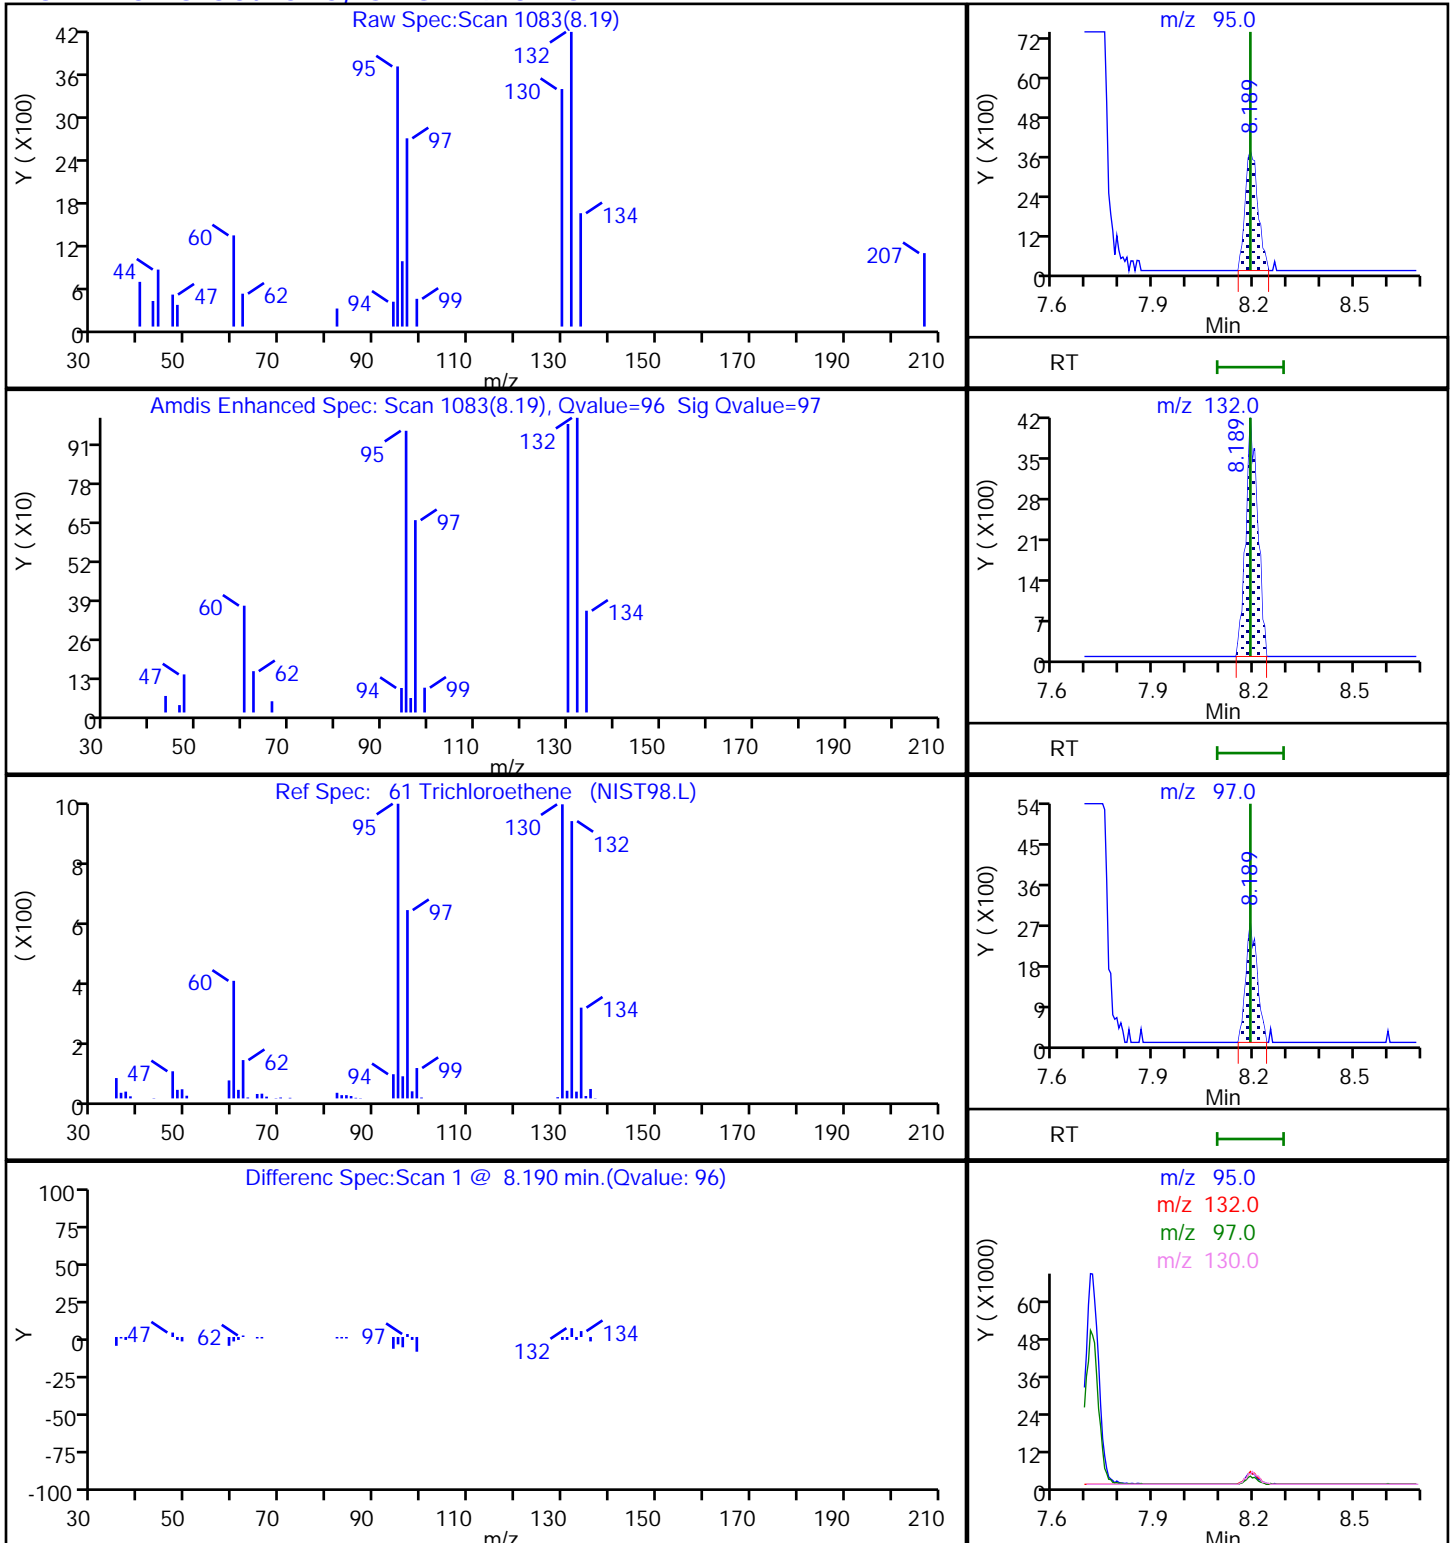 Raw Spec:Scan 1083(8.19)
Y ( X100)
42
36
30
24
18
12
6
0
44
47
60
62
94
95
97
99
130
132
134
207
30 50 70 90 110 130 150 170 190 210
m/z
m/z 95.0
Y ( X100)
72
60
48
36
24
12
0
8.189
7.6 7.9 8.2 8.5
Min
RT
Amdis Enhanced Spec: Scan 1083(8.19), Qvalue=96 Sig Qvalue=97
Y ( X10)
91
78
65
52
39
26
13
0
47
60
62
94
95
97
99
132
134
30 50 70 90 110 130 150 170 190 210
m/z
m/z 132.0
Y ( X100)
42
35
28
21
14
7
0
8.189
7.6 7.9 8.2 8.5
Min
RT
Ref Spec: 61 Trichloroethene (NIST98.L)
( X100)
10
8
6
4
2
0
47
60
62
94
95
97
99
130
132
134
30 50 70 90 110 130 150 170 190 210
m/z
m/z 97.0
Y ( X100)
54
45
36
27
18
9
0
8.189
7.6 7.9 8.2 8.5
Min
RT
Differenc Spec:Scan 1 @ 8.190 min.(Qvalue: 96)
Y
100
75
50
25
0
-25
-50
-75
-100
47
62
97
132
134
30 50 70 90 110 130 150 170 190 210
m/z
m/z 95.0
m/z 132.0
m/z 97.0
m/z 130.0
Y ( X1000)
60
48
36
24
12
0
7.6 7.9 8.2 8.5
Min